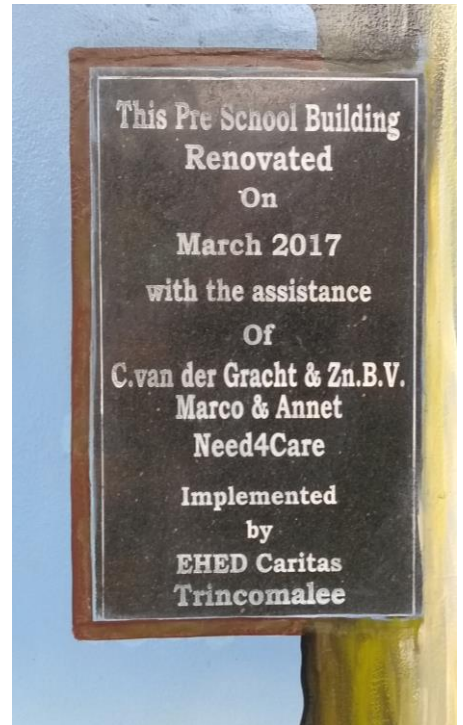 This Pre School Building
Renovated
On
March 2017
with the assistance
Of
C.van der Gracht & Zn.B.V.
Marco & Annet
Need4Care
Implemented
by
EHED Caritas
Trincomalee